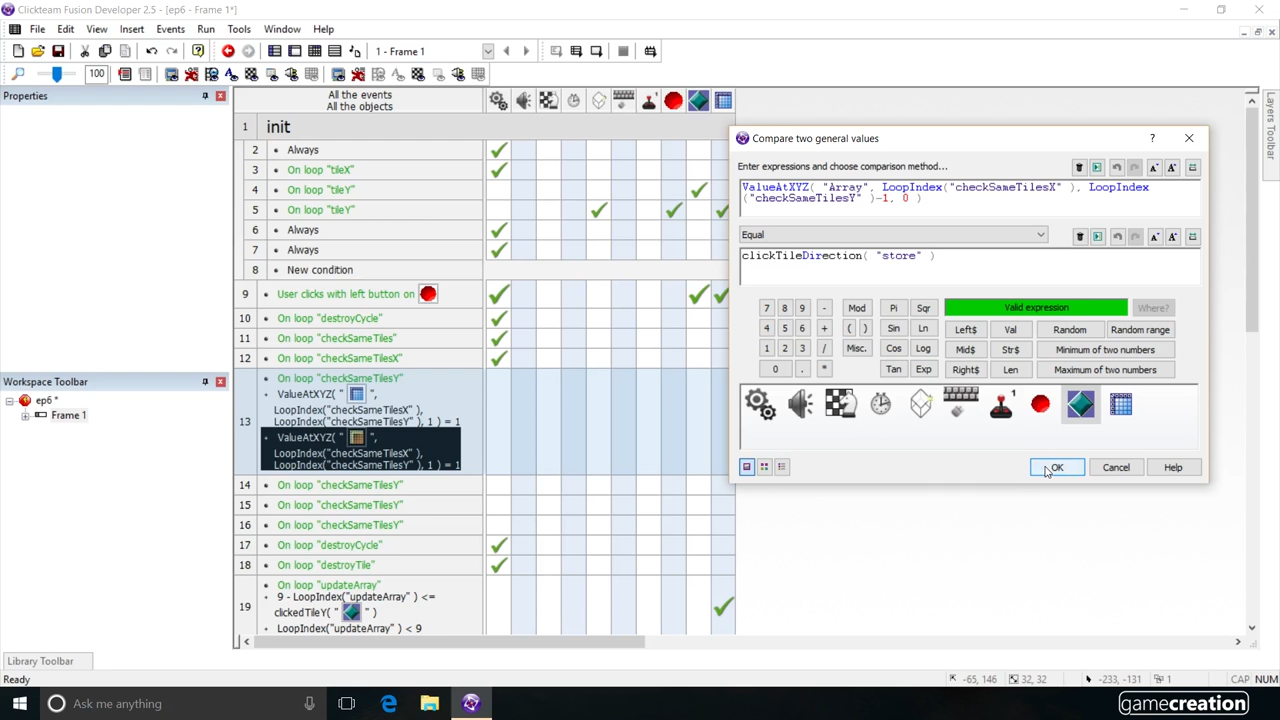 Clickteam Fusion Developer 2.5 - [ep6 - Frame 1*]
File Edit View Insert Events Run Tools Window Help
1 - Frame 1
100
Properties
All the events
All the objects
1 init
2 • Always
3 • On loop "tileX"
4 • On loop "tileY"
5 • On loop "tileY"
6 • Always
7 • Always
8 • New condition
9 • User clicks with left button on
10 • On loop "destroyCycle"
11 • On loop "checkSameTiles"
12 • On loop "checkSameTilesX"
13
• On loop "checkSameTilesY"
• ValueAtXYZ( " ",
LoopIndex("checkSameTilesX" ),
LoopIndex("checkSameTilesY" ), 1 ) = 1
• ValueAtXYZ( " ",
LoopIndex("checkSameTilesX" ),
LoopIndex("checkSameTilesY" ), 1 ) = 1
14 • On loop "checkSameTilesY"
15 • On loop "checkSameTilesY"
16 • On loop "checkSameTilesY"
17 • On loop "destroyCycle"
18 • On loop "destroyTile"
19
• On loop "updateArray"
• 9 - LoopIndex("updateArray" ) <=
clickedTileY( " " )
• LoopIndex("updateArray" ) < 9
Workspace Toolbar
ep6 *
Frame 1
Library Toolbar
Layers Toolbar
Compare two general values
?
Enter expressions and choose comparison method...
A A
ValueAtXYZ( "Array", LoopIndex("checkSameTilesX" ), LoopIndex
("checkSameTilesY" )-1, 0 )
Equal
A A
clickTileDirection( "store" )
7 8 9 - Mod Pi Sqr Valid expression Where?
4 5 6 + ( ) Sin Ln Left$ Val Random Random range
1 2 3 / Misc. Cos Log Mid$ Str$ Minimum of two numbers
0 . * Tan Exp Right$ Len Maximum of two numbers
1
OK Cancel Help
Ready
-65, 146 32, 32 -233, -131 1 CAP NUM
Ask me anything
gamecreation